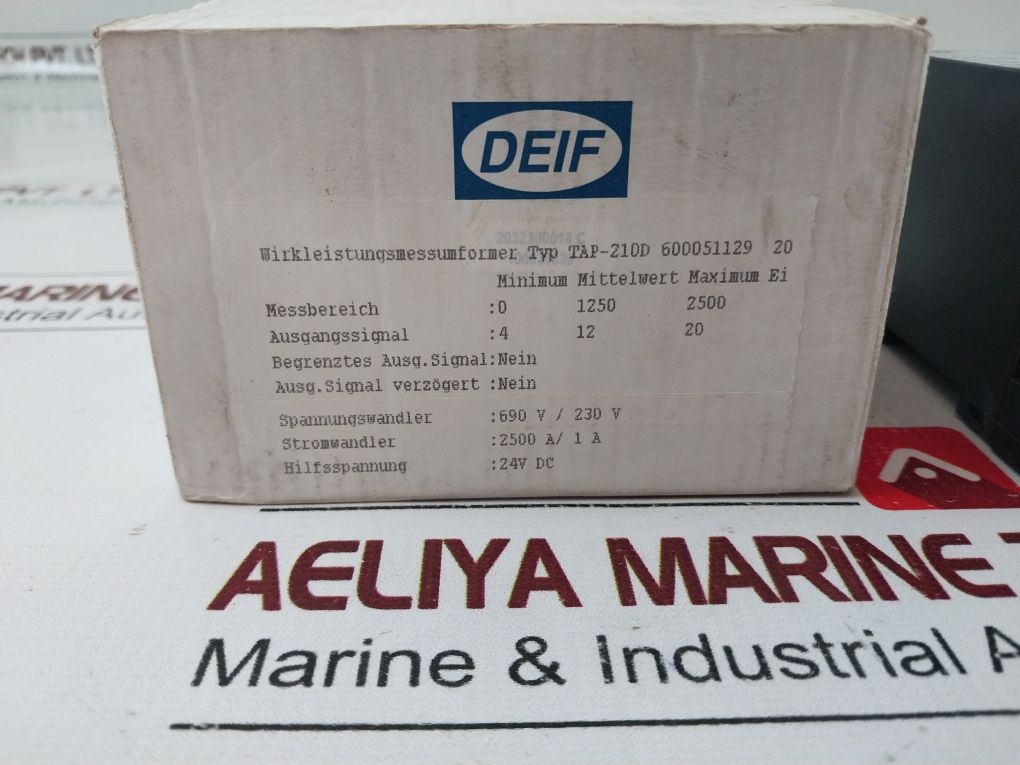 DEIF
2032300014 C
Wirkleistungsmessumformer Typ TAP-210D 600051129 20
Minimum Mittelwert Maximum Ei
Messbereich :0 1250 2500
Ausgangssignal :4 12 20
Begrenztes Ausg.Signal:Nein
Ausg.Signal verzögert :Nein
Spannungswandler :690 V / 230 V
Stromwandler :2500 A/ 1 A
Hilfsspannung :24V DC
AELIYA MARINE
Marine & Industrial A